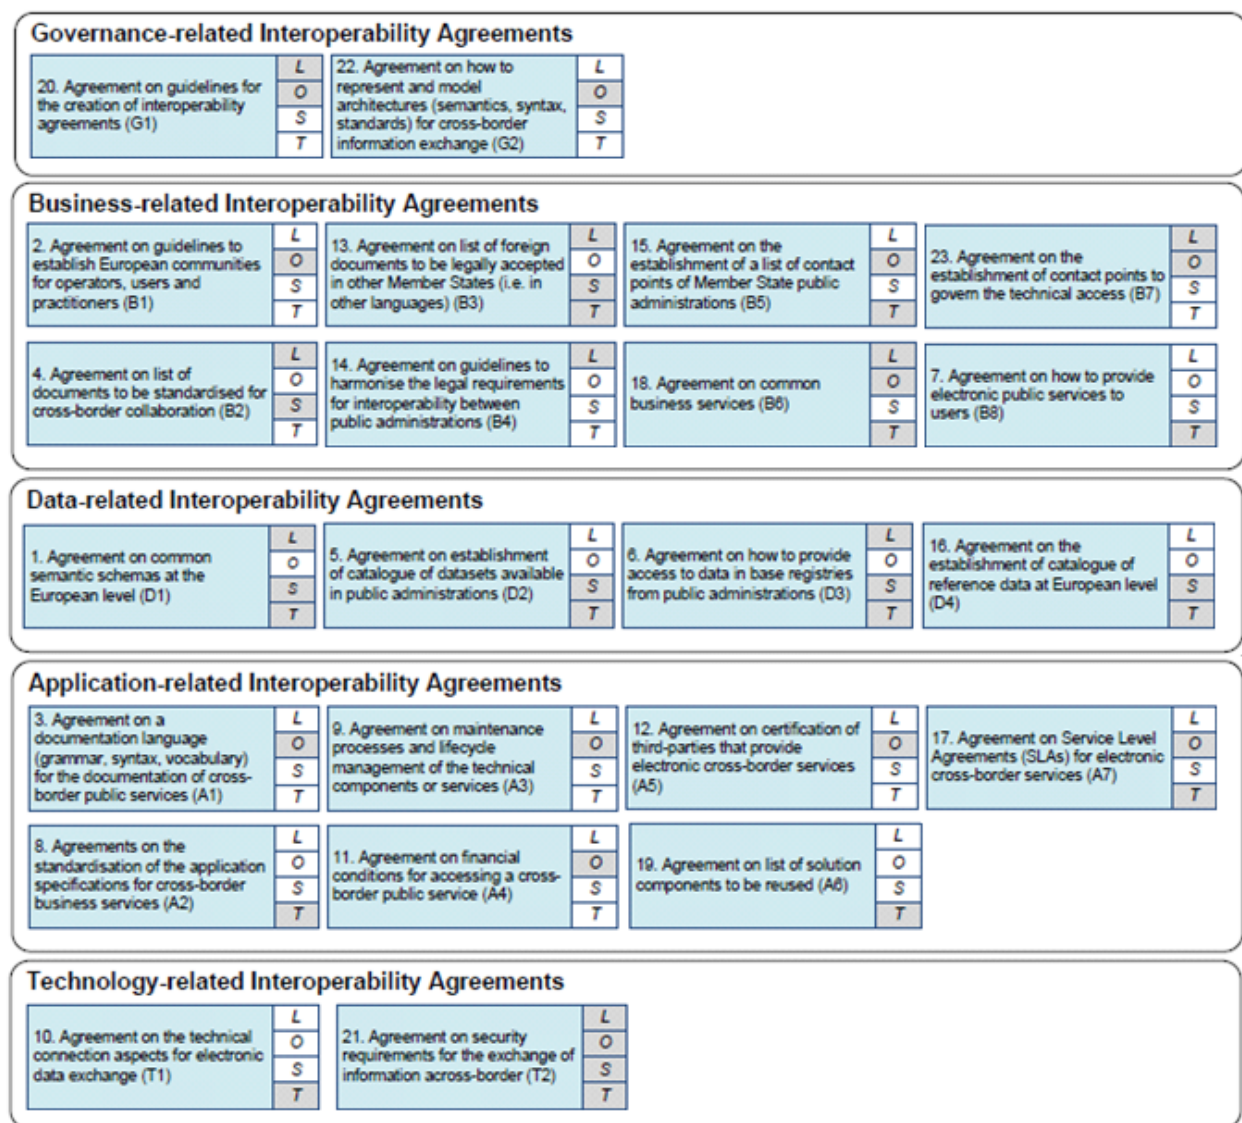 Governance-related Interoperability Agreements
20. Agreement on guidelines for
the creation of interoperability
agreements (G1)
L
O
S
T
22. Agreement on how to
represent and model
architectures (semantics, syntax,
standards) for cross-border
information exchange (G2)
L
O
S
T
Business-related Interoperability Agreements
2. Agreement on guidelines to
establish European communities
for operators, users and
practitioners (B1)
L
O
S
T
13. Agreement on list of foreign
documents to be legally accepted
in other Member States (i.e. in
other languages) (B3)
L
O
S
T
15. Agreement on the
establishment of a list of contact
points of Member State public
administrations (B5)
L
O
S
T
23. Agreement on the
establishment of contact points to
govern the technical access (B7)
L
O
S
T
4. Agreement on list of
documents to be standardised for
cross-border collaboration (B2)
L
O
S
T
14. Agreement on guidelines to
harmonise the legal requirements
for interoperability between
public administrations (B4)
L
O
S
T
18. Agreement on common
business services (B6)
L
O
S
T
7. Agreement on how to provide
electronic public services to
users (B8)
L
O
S
T
Data-related Interoperability Agreements
1. Agreement on common
semantic schemas at the
European level (D1)
L
O
S
T
5. Agreement on establishment
of catalogue of datasets available
in public administrations (D2)
L
O
S
T
6. Agreement on how to provide
access to data in base registries
from public administrations (D3)
L
O
S
T
16. Agreement on the
establishment of catalogue of
reference data at European level
(D4)
L
O
S
T
Application-related Interoperability Agreements
3. Agreement on a
documentation language
(grammar, syntax, vocabulary)
for the documentation of cross-
border public services (A1)
L
O
S
T
9. Agreement on maintenance
processes and lifecycle
management of the technical
components or services (A3)
L
O
S
T
12. Agreement on certification of
third-parties that provide
electronic cross-border services
(A5)
L
O
S
T
17. Agreement on Service Level
Agreements (SLAs) for electronic
cross-border services (A7)
L
O
S
T
8. Agreements on the
standardisation of the application
specifications for cross-border
business services (A2)
L
O
S
T
11. Agreement on financial
conditions for accessing a cross-
border public service (A4)
L
O
S
T
19. Agreement on list of solution
components to be reused (A6)
L
O
S
T
Technology-related Interoperability Agreements
10. Agreement on the technical
connection aspects for electronic
data exchange (T1)
L
O
S
T
21. Agreement on security
requirements for the exchange of
information across-border (T2)
L
O
S
T